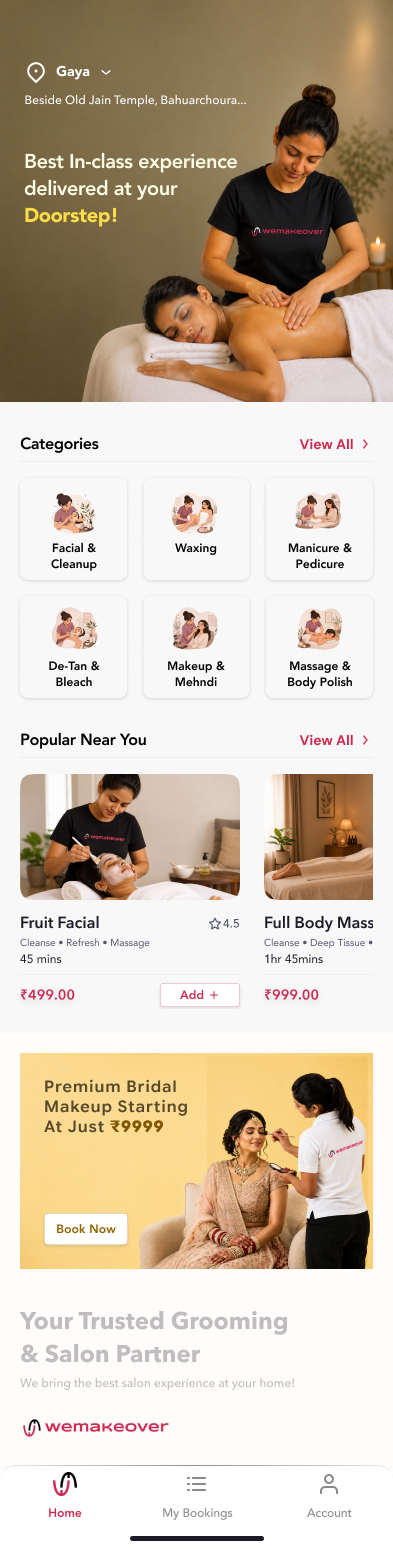 Gaya
Beside Old Jain Temple, Bahuarchoura...
Best In-class experience
delivered at your
Doorstep!
wemakeover
Categories
View All
Facial &
Cleanup
Waxing
Manicure &
Pedicure
De-Tan &
Bleach
Makeup &
Mehndi
Massage &
Body Polish
Popular Near You
View All
wemakeover
Fruit Facial
4.5
Cleanse • Refresh • Massage
45 mins
₹499.00
Add +
Full Body Mass
Cleanse • Deep Tissue •
1hr 45mins
₹999.00
Premium Bridal
Makeup Starting
At Just ₹9999
wemakeover
Book Now
Your Trusted Grooming
& Salon Partner
We bring the best salon experience at your home!
wemakeover
Home
My Bookings
Account